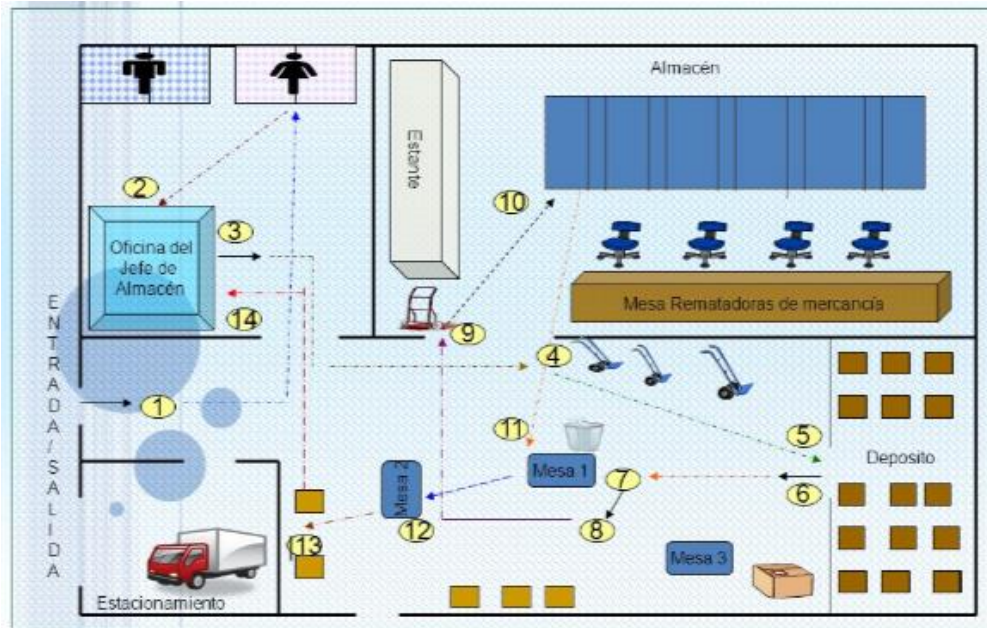 Almacén
Estante
2
10
3
Oficina del
Jefe de
Almacén
Mesa Rematadoras de mercancía
14
9
4
ENTRADA/SALIDA
1
11
5
Deposito
Mesa 1
7
6
Mesa 2
12
8
13
Mesa 3
Estacionamiento